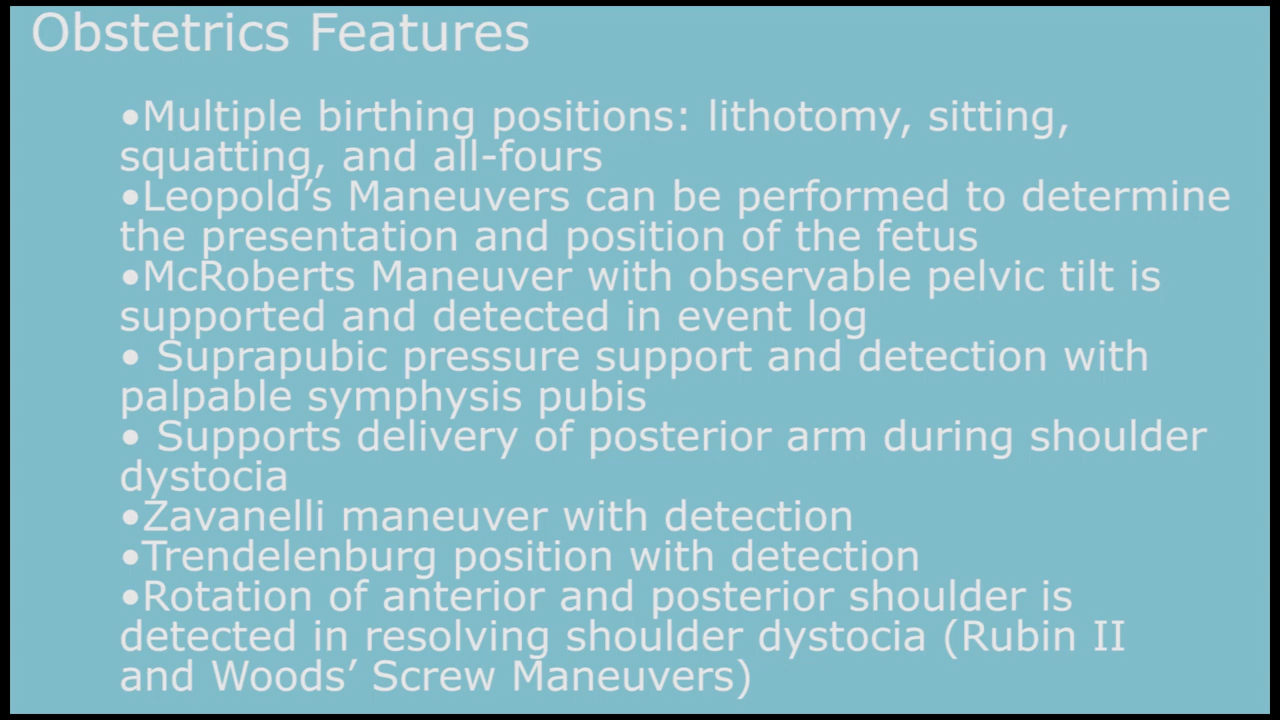 Obstetrics Features
•Multiple birthing positions: lithotomy, sitting,
squatting, and all-fours
•Leopold’s Maneuvers can be performed to determine
the presentation and position of the fetus
•McRoberts Maneuver with observable pelvic tilt is
supported and detected in event log
• Suprapubic pressure support and detection with
palpable symphysis pubis
• Supports delivery of posterior arm during shoulder
dystocia
•Zavanelli maneuver with detection
•Trendelenburg position with detection
•Rotation of anterior and posterior shoulder is
detected in resolving shoulder dystocia (Rubin II
and Woods’ Screw Maneuvers)